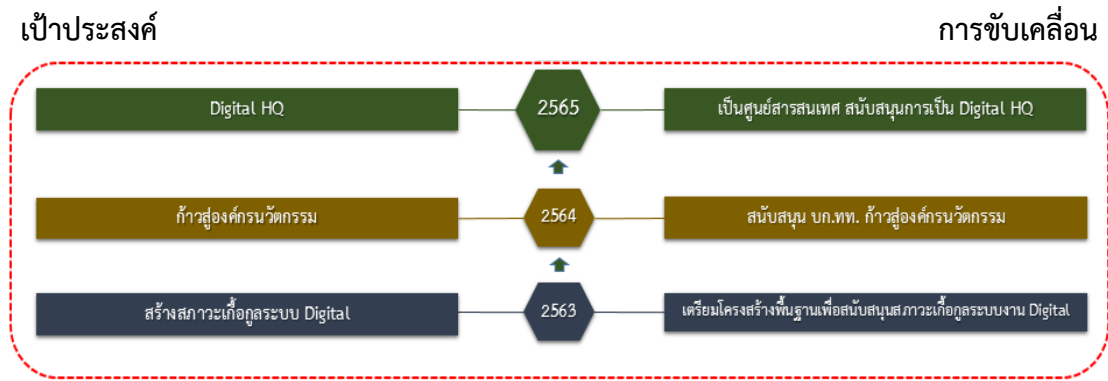 เป้าประสงค์ การขับเคลื่อน
Digital HQ 2565 เป็นศูนย์สารสนเทศ สนับสนุนการเป็น Digital HQ
ก้าวสู่องค์กรนวัตกรรม 2564 สนับสนุน บก.ทท. ก้าวสู่องค์กรนวัตกรรม
สร้างสภาวะเกื้อกูลระบบ Digital 2563 เตรียมโครงสร้างพื้นฐานเพื่อสนับสนุนสภาวะเกื้อกูลระบบงาน Digital